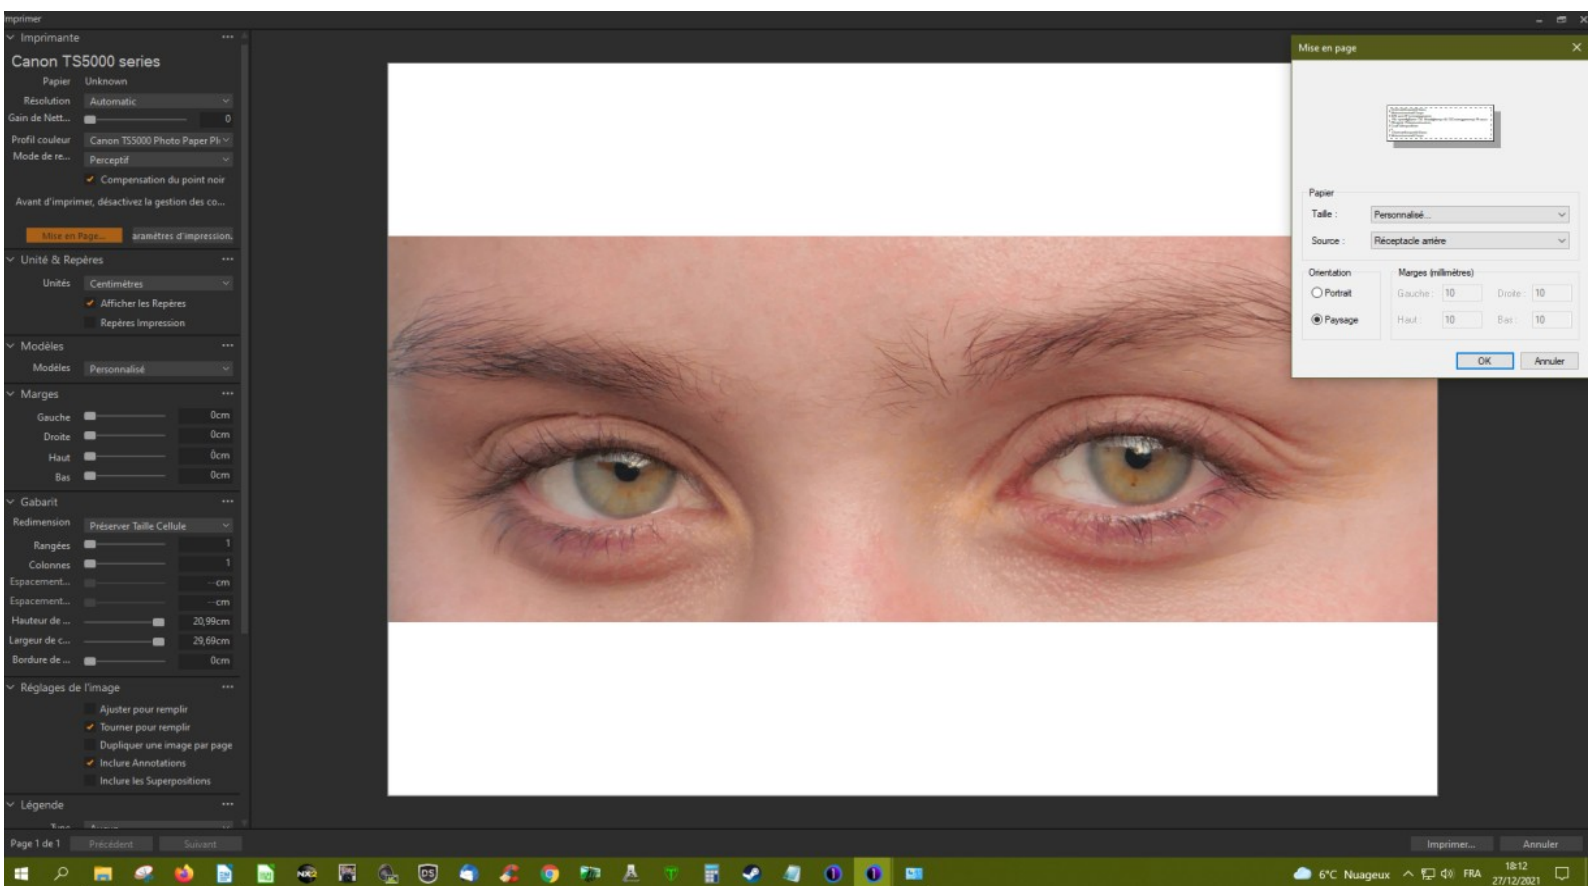 mprimer
Imprimante
Canon TS5000 series
Papier Unknown
Résolution Automatic
Gain de Nett... 0
Profil couleur Canon TS5000 Photo Paper Pl
Mode de re... Perceptif
Compensation du point noir
Avant d'imprimer, désactivez la gestion des co...
Mise en Page... aramètres d'impression.
Unité & Repères
Unités Centimètres
Afficher les Repères
Repères Impression
Modèles
Modèles Personnalisé
Marges
Gauche 0cm
Droite 0cm
Haut 0cm
Bas 0cm
Gabarit
Redimension Préserver Taille Cellule
Rangées 1
Colonnes 1
Espacement... --cm
Espacement... --cm
Hauteur de ... 20,99cm
Largeur de c... 29,69cm
Bordure de ... 0cm
Réglages de l'image
Ajuster pour remplir
Tourner pour remplir
Dupliquer une image par page
Inclure Annotations
Inclure les Superpositions
Légende
Page 1 de 1 Précédent Suivant
Mise en page
Papier
Taille : Personnalisé...
Source : Réceptacle arrière
Orientation
Portrait
Paysage
Marges (millimètres)
Gauche : 10 Droite : 10
Haut : 10 Bas : 10
OK Annuler
Imprimer... Annuler
NX2 DS
6°C Nuageux FRA 18:12
27/12/2021